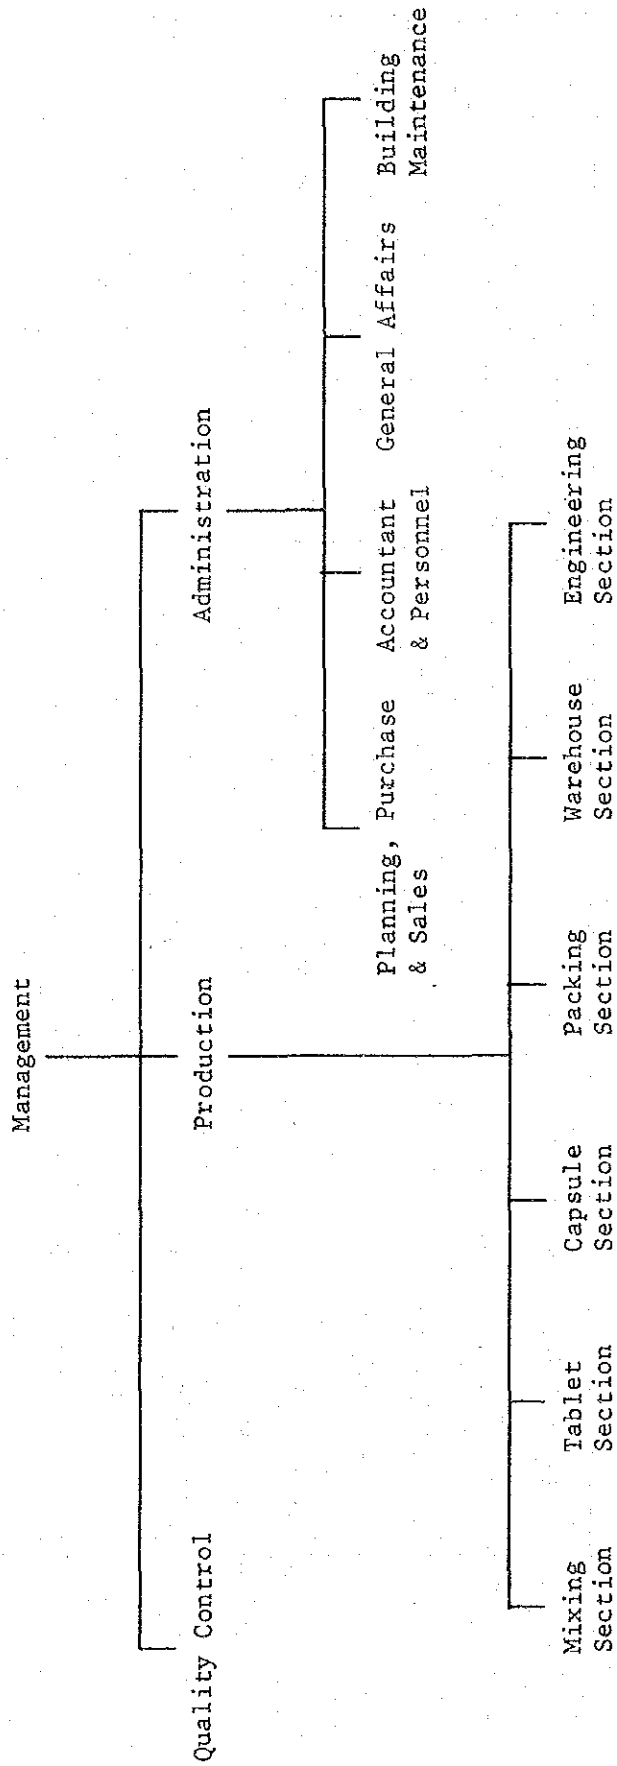 Management
Quality Control
Production
Administration
Planning, Purchase
& Sales
Accountant
& Personnel
General Affairs
Building
Maintenance
Mixing
Section
Tablet
Section
Capsule
Section
Packing
Section
Warehouse
Section
Engineering
Section